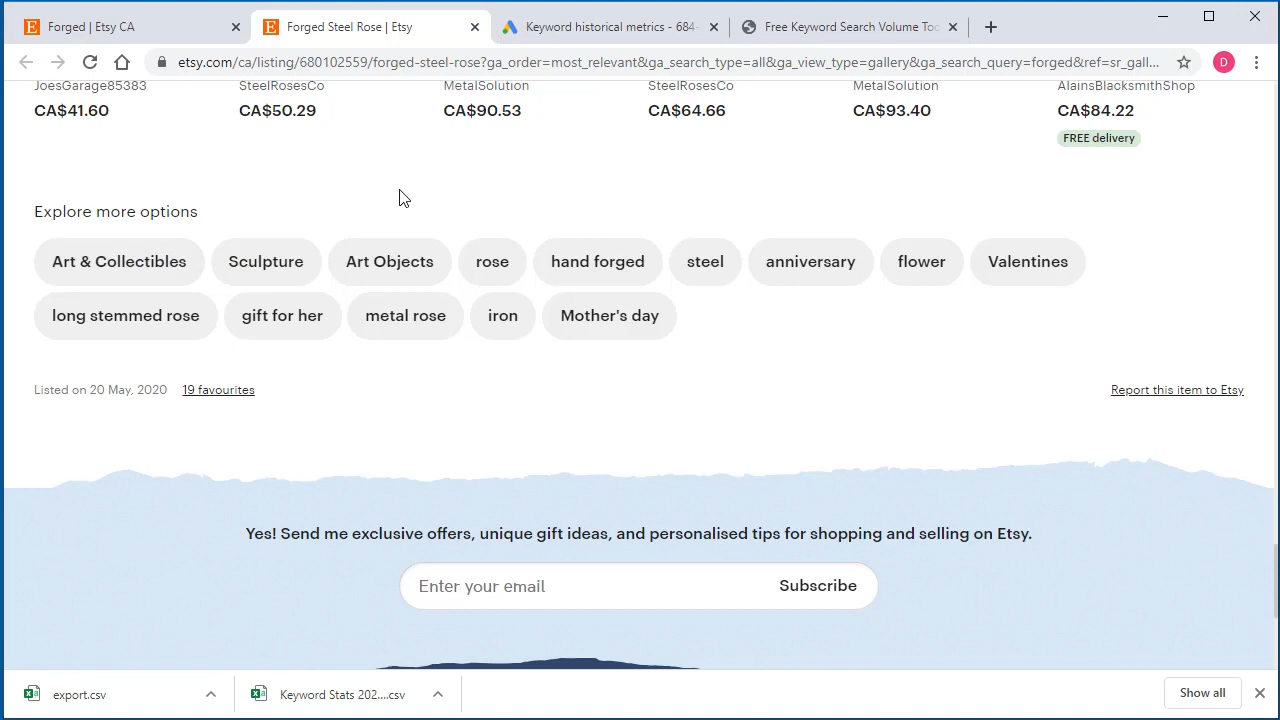 Forged | Etsy CA
Forged Steel Rose | Etsy
Keyword historical metrics - 684-
Free Keyword Search Volume Too
etsy.com/ca/listing/680102559/forged-steel-rose?ga_order=most_relevant&ga_search_type=all&ga_view_type=gallery&ga_search_query=forged&ref=sr_gall...
D
JoesGarage85383 SteelRosesCo MetalSolution SteelRosesCo MetalSolution AlainsBlacksmithShop
CA$41.60 CA$50.29 CA$90.53 CA$64.66 CA$93.40 CA$84.22
FREE delivery
Explore more options
Art & Collectibles Sculpture Art Objects rose hand forged steel anniversary flower Valentines
long stemmed rose gift for her metal rose iron Mother's day
Listed on 20 May, 2020 19 favourites Report this item to Etsy
Yes! Send me exclusive offers, unique gift ideas, and personalised tips for shopping and selling on Etsy.
Enter your email Subscribe
export.csv Keyword Stats 202....csv Show all